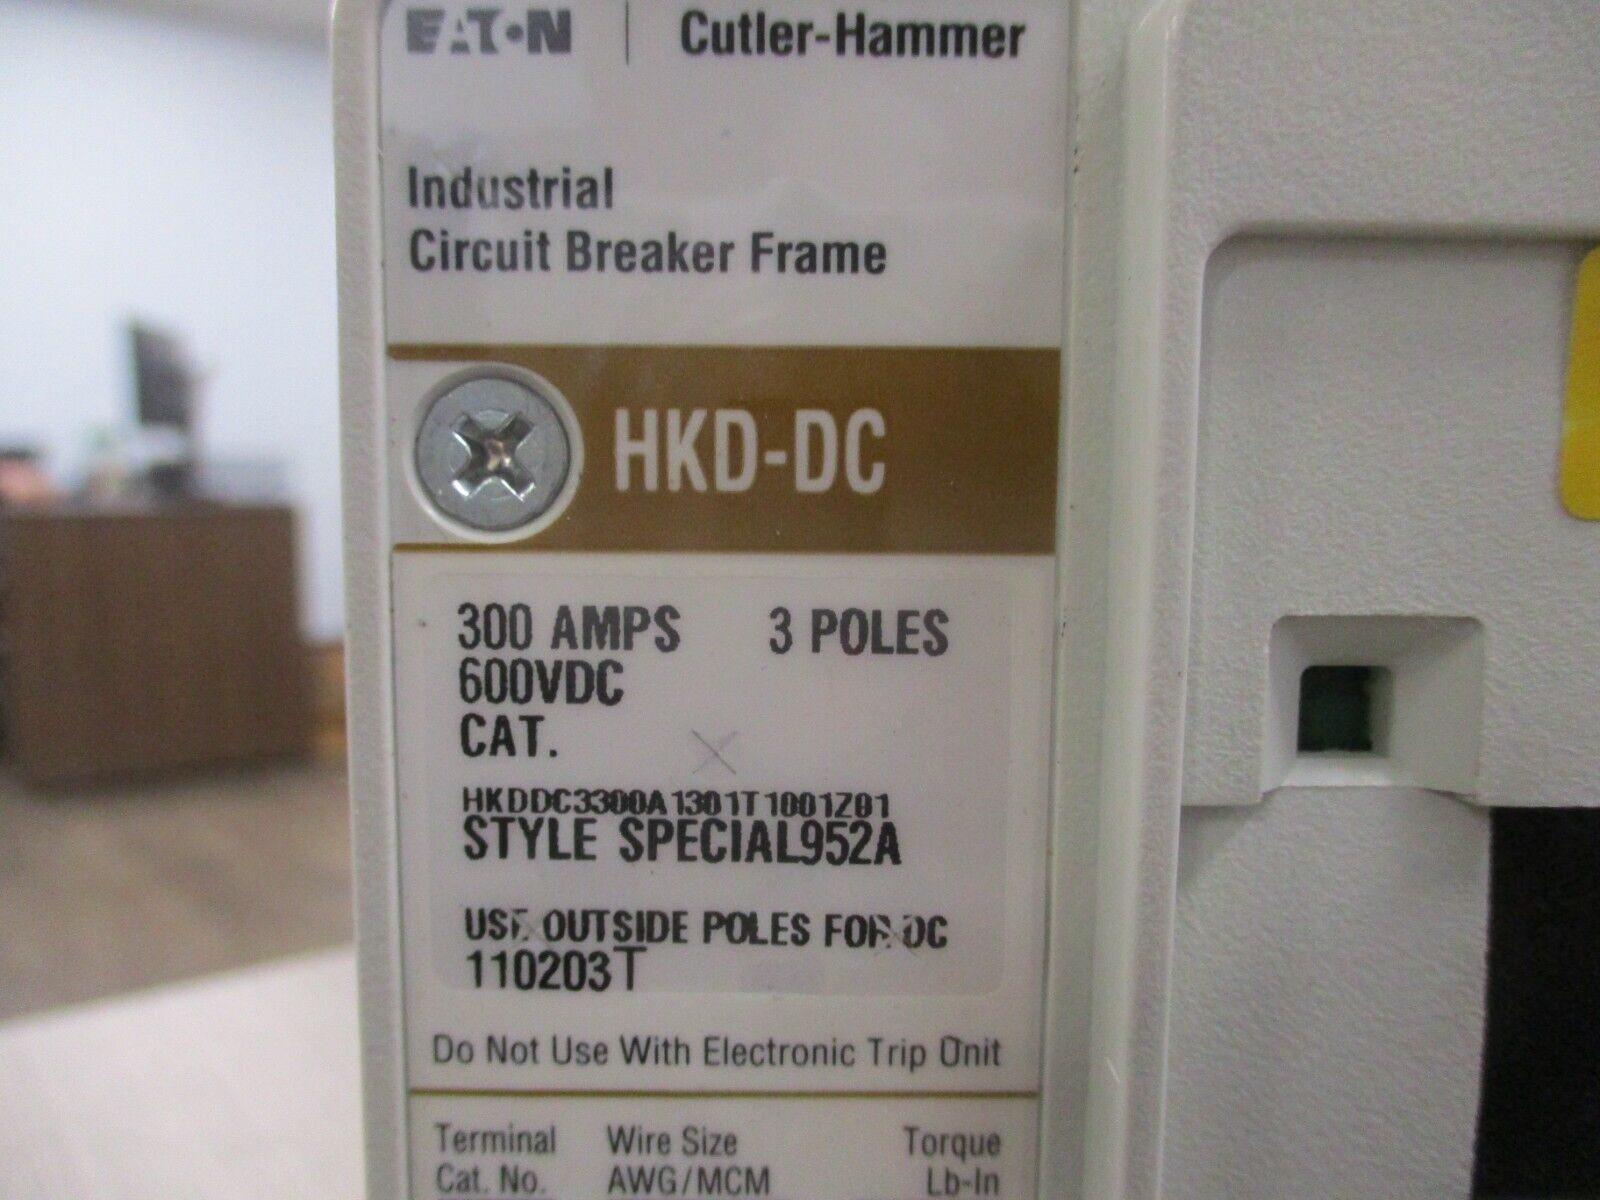 EATON | Cutler-Hammer
Industrial
Circuit Breaker Frame
HKD-DC
300 AMPS 3 POLES
600VDC
CAT.
HKDDC3300A1301T1001Z01
STYLE SPECIAL952A
USE OUTSIDE POLES FOR DC
110203T
Do Not Use With Electronic Trip Unit
Terminal Wire Size Torque
Cat. No. AWG/MCM Lb-In